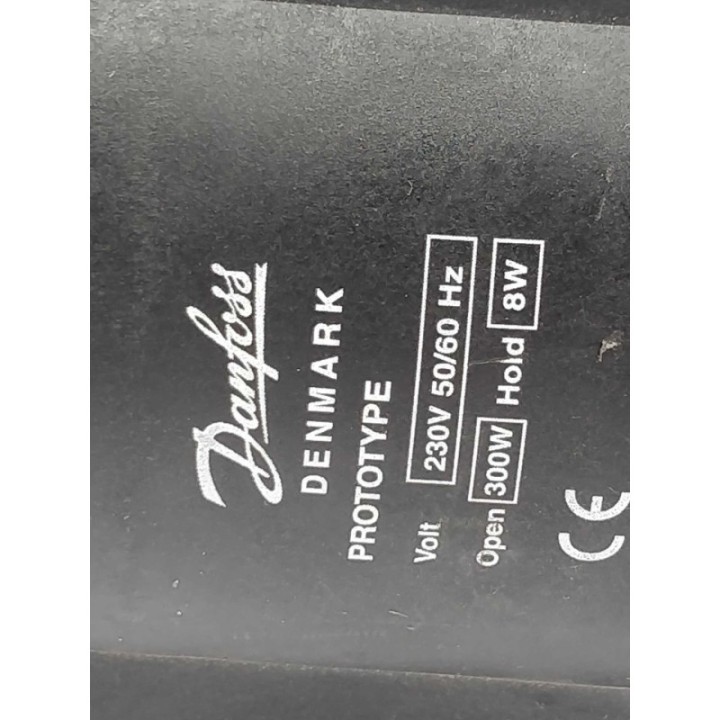 Danfoss
DENMARK
PROTOTYPE
Volt 230V 50/60 Hz
Open 300W Hold 8W
CE